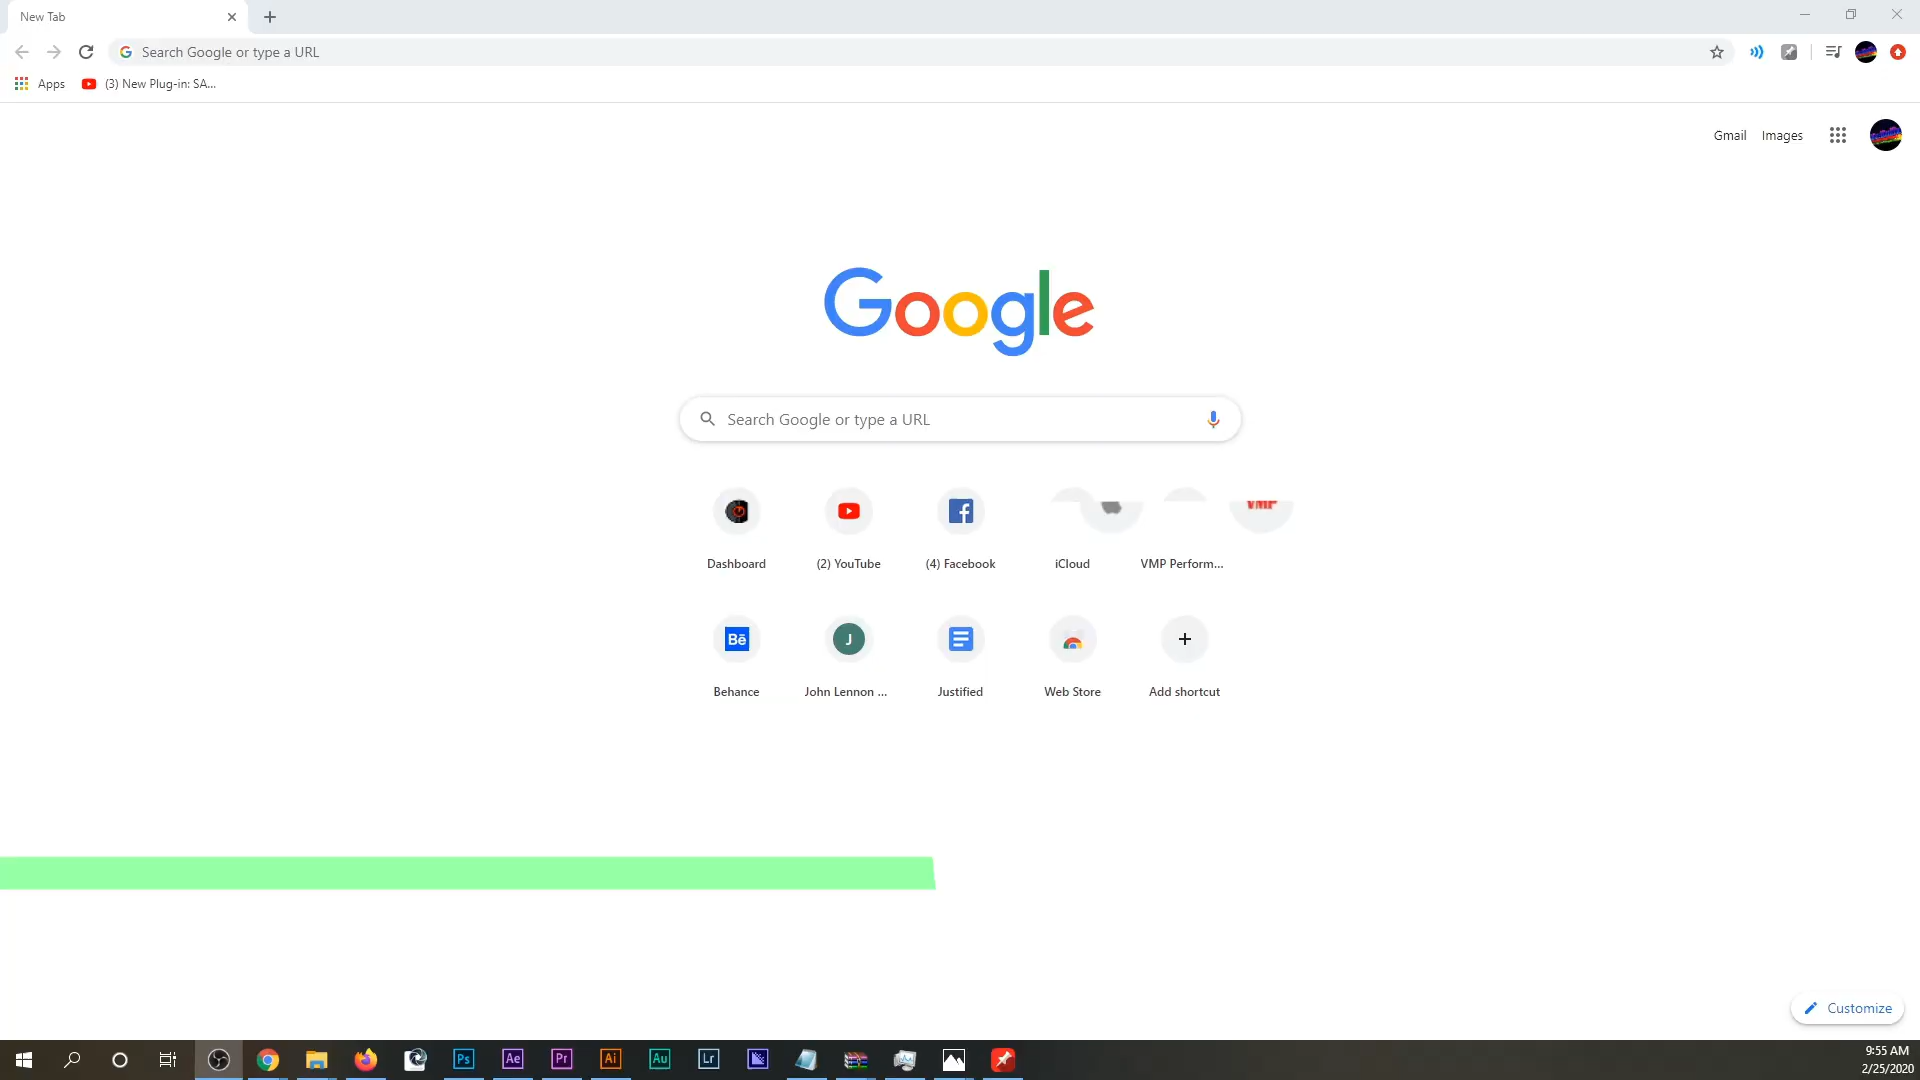 New Tab
Search Google or type a URL
Apps
(3) New Plug-in: SA...
Gmail
Images
Google
Search Google or type a URL
VMP
Dashboard
(2) YouTube
(4) Facebook
iCloud
VMP Perform...
Bē
J
Behance
John Lennon ...
Justified
Web Store
Add shortcut
Customize
Ps
Ae
Pr
Ai
Au
Lr
9:55 AM
2/25/2020